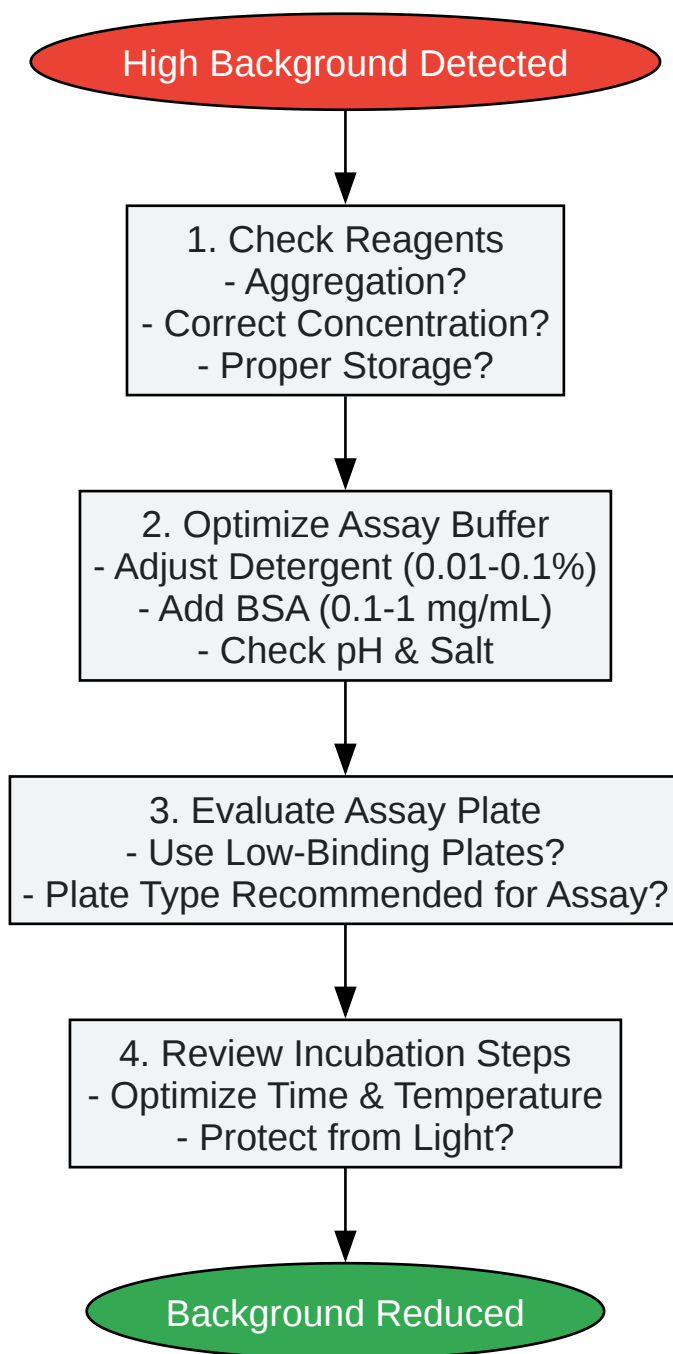 High Background Detected
1. Check Reagents
- Aggregation?
- Correct Concentration?
- Proper Storage?
2. Optimize Assay Buffer
- Adjust Detergent (0.01-0.1%)
- Add BSA (0.1-1 mg/mL)
- Check pH & Salt
3. Evaluate Assay Plate
- Use Low-Binding Plates?
- Plate Type Recommended for Assay?
4. Review Incubation Steps
- Optimize Time & Temperature
- Protect from Light?
Background Reduced